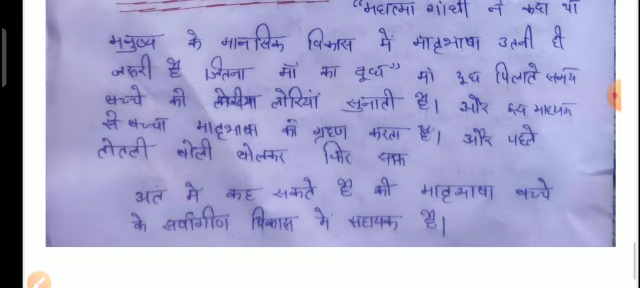 "महात्मा गांधी ने कहा था
मनुष्य के मानसिक विकास में मातृभाषा उतनी ही
जरूरी है जितना माँ का दूध" मां दूध पिलाते समय
बच्चे को लोरियां सुनाती है। और इस माध्यम
से बच्चा मातृभाषा को ग्रहण करता है। और पहले
तोतली बोली बोलकर फिर
अतं मे कह सकते है की मातृभाषा बच्चे
के सर्वांगीण विकास में सहायक है।